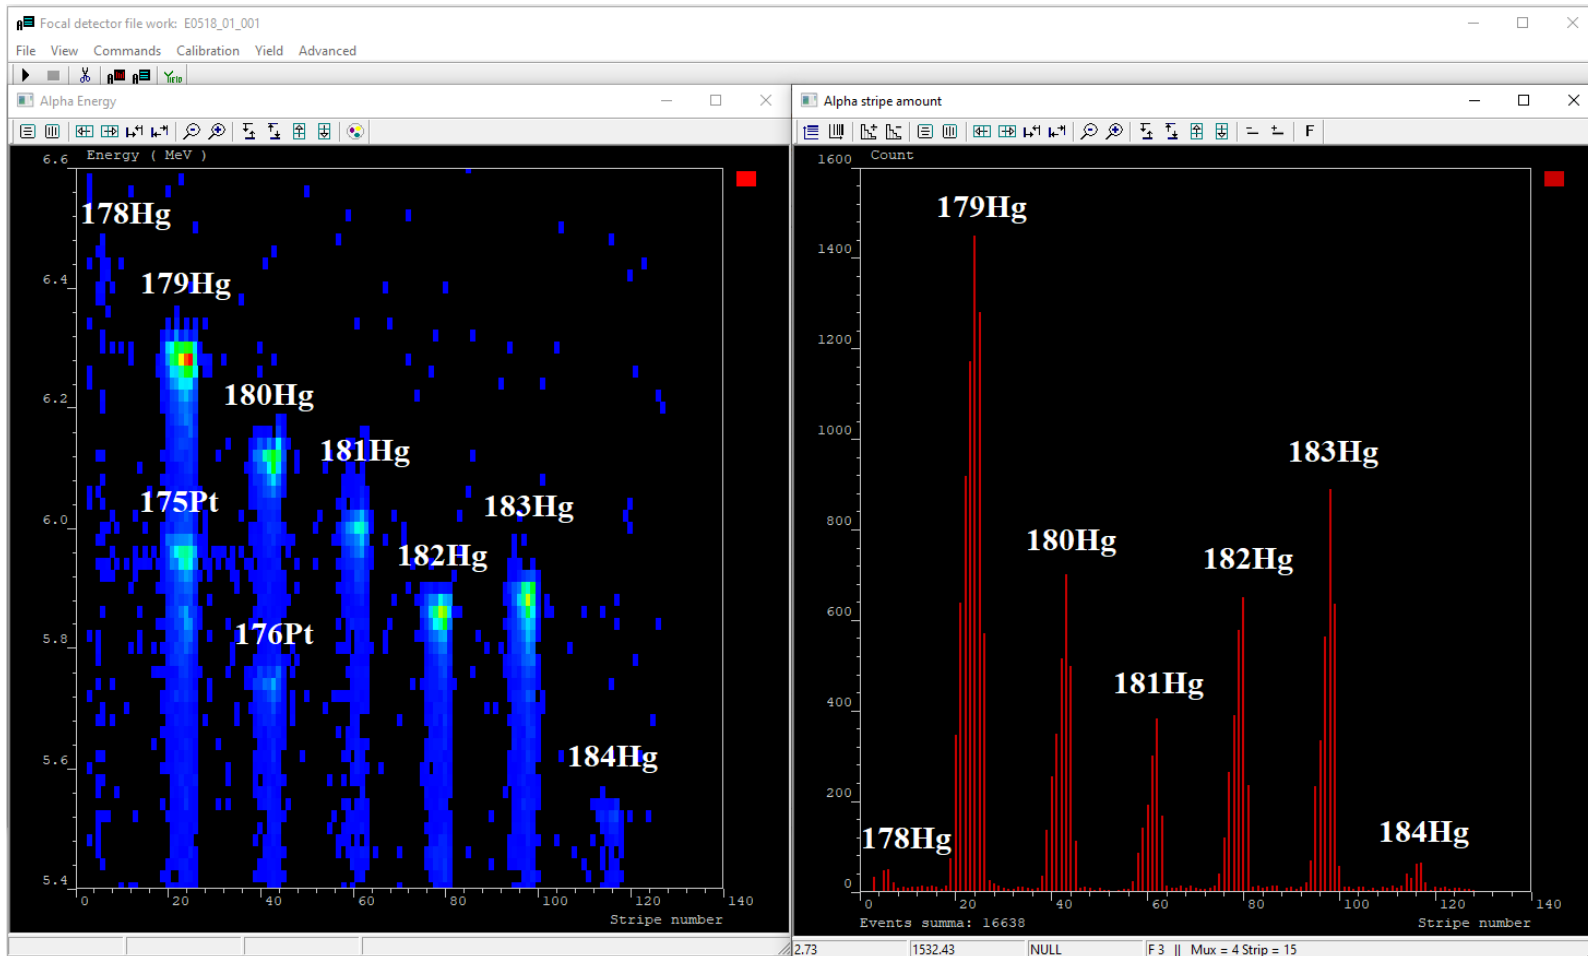 Focal detector file work: E0518_01_001
File View Commands Calibration Yield Advanced
Yield
Alpha Energy
Energy ( MeV )
6.6
178Hg
179Hg
6.4
180Hg
6.2
181Hg
175Pt
183Hg
6.0
182Hg
176Pt
5.8
184Hg
5.6
5.4
0 20 40 60 80 100 120 140
Stripe number
Alpha stripe amount
F
1600
Count
179Hg
1400
1200
1000
183Hg
800
180Hg
182Hg
600
181Hg
400
200
178Hg
184Hg
0
20 40 60 80 100 120 140
Events summa: 16638
Stripe number
2.73 1532.43 NULL F 3 || Mux = 4 Strip = 15